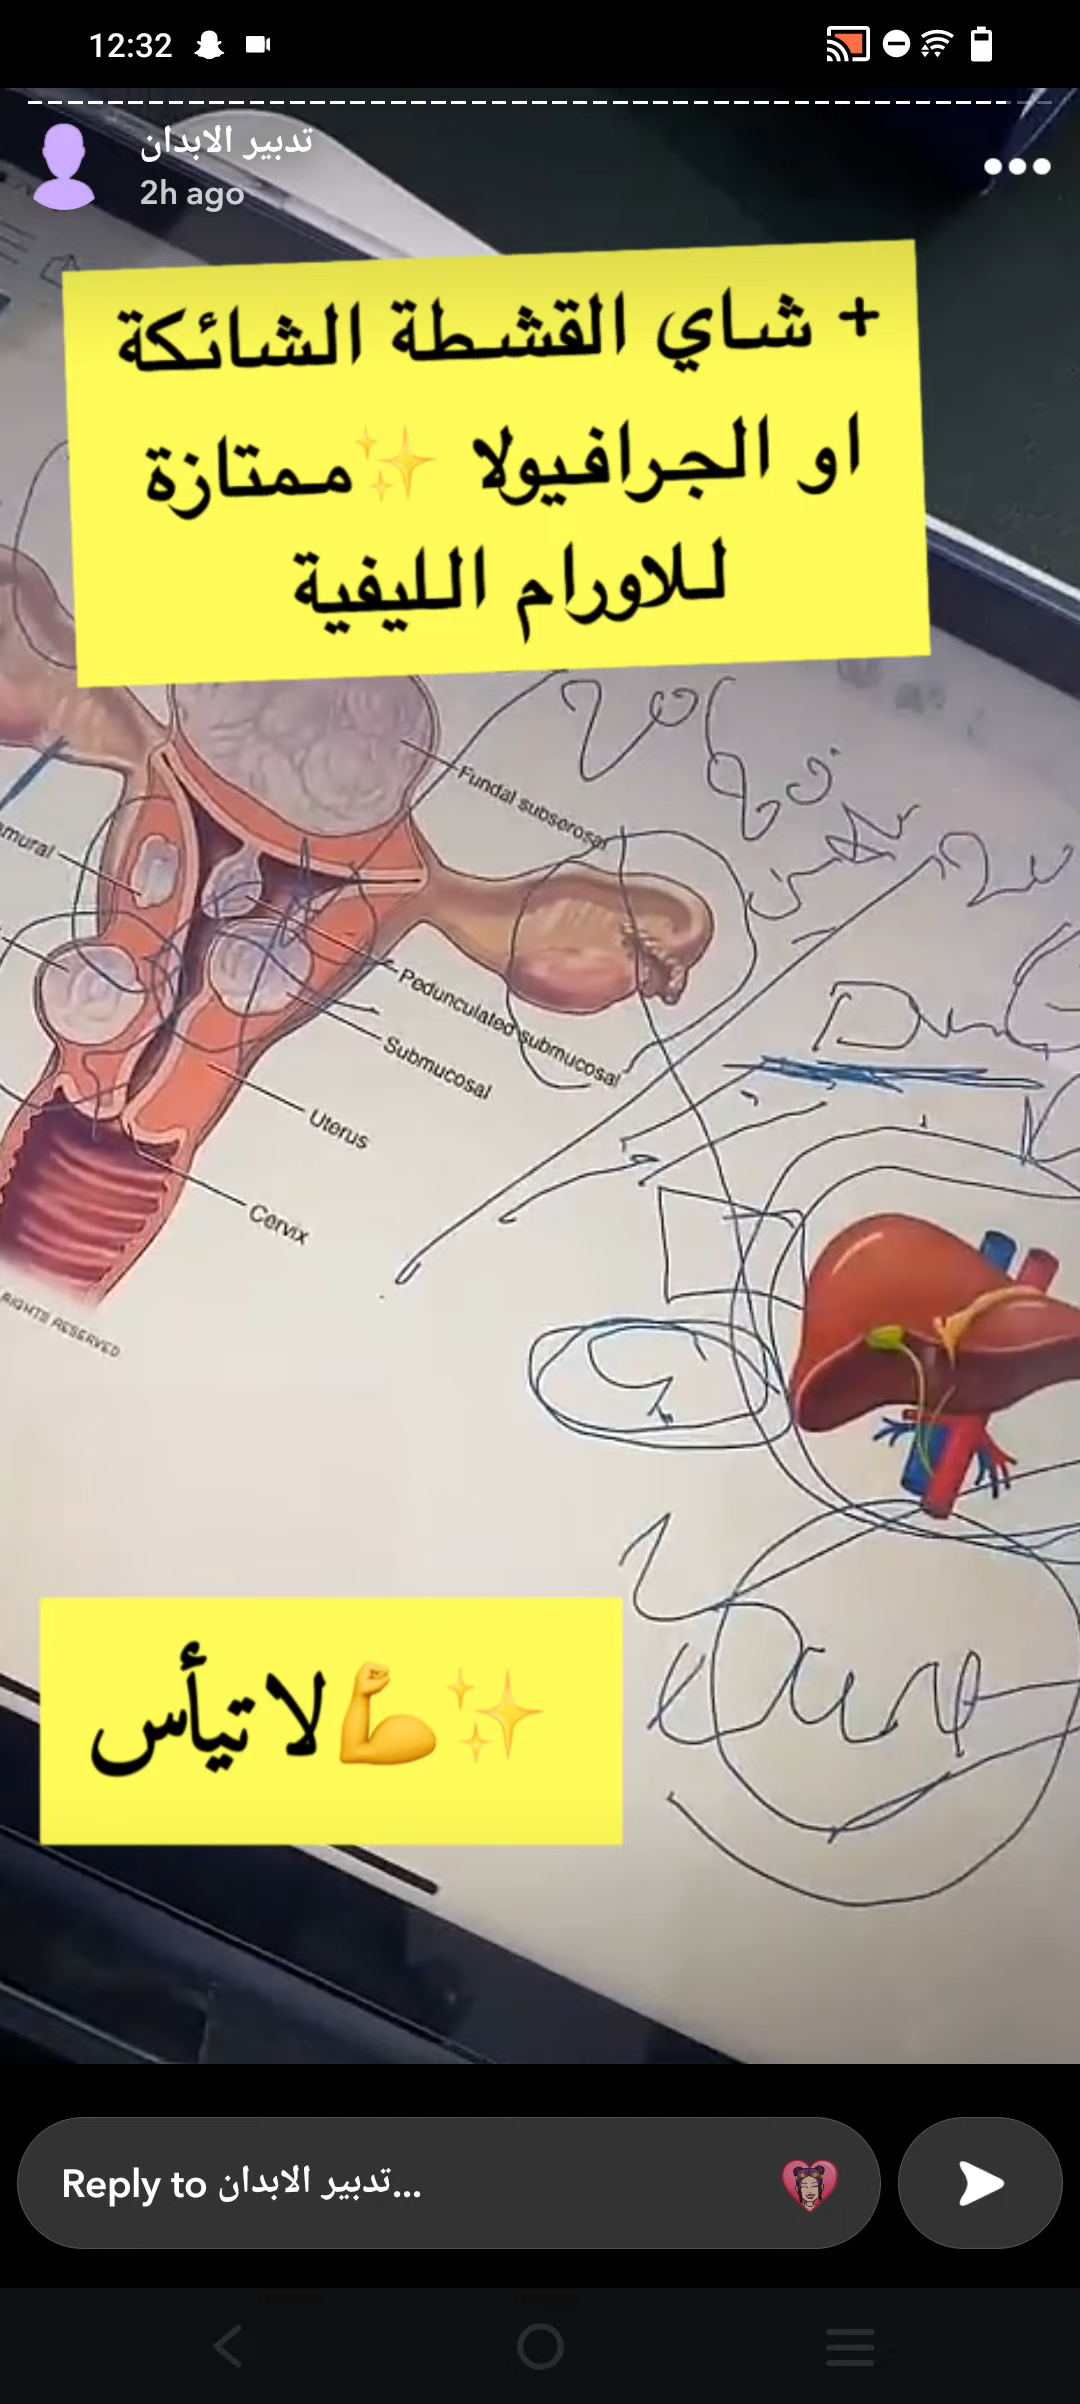 12:32
تدبير الابدان
2h ago
+ شاي القشطة الشائكة
او الجرافيولا ✨ممتازة
للاورام الليفية
Fundal subserosal
Pedunculated submucosal
Submucosal
Uterus
Cervix
RIGHTS RESERVED
لا تيأس💪✨
Reply to تدبير الابدان...